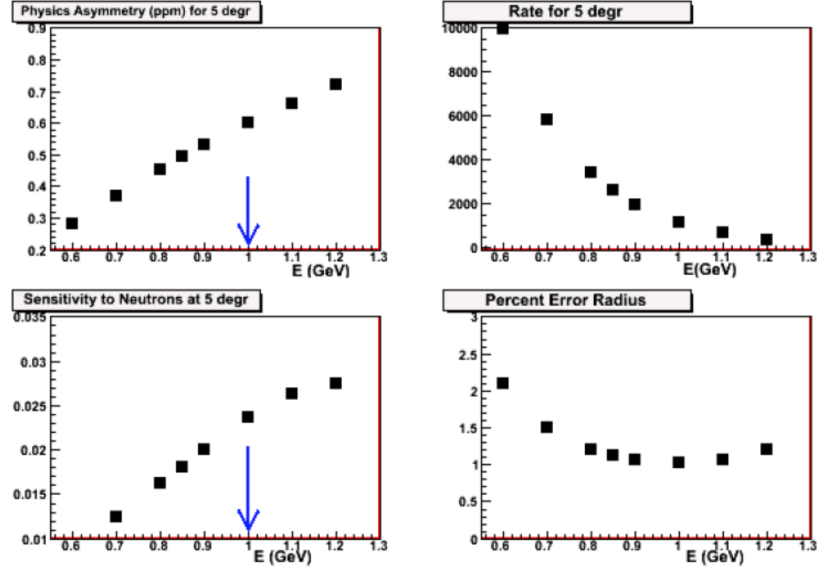 Physics Asymmetry (ppm) for 5 degr
0.9
0.8
0.7
0.6
0.5
0.4
0.3
0.2
0.6 0.7 0.8 0.9 1 1.1 1.2 1.3
E (GeV)
Rate for 5 degr
10000
8000
6000
4000
2000
0
0.6 0.7 0.8 0.9 1 1.1 1.2 1.3
E(GeV)
Sensitivity to Neutrons at 5 degr
0.035
0.03
0.025
0.02
0.015
0.01
0.6 0.7 0.8 0.9 1 1.1 1.2 1.3
E (GeV)
Percent Error Radius
3
2.5
2
1.5
1
0.5
0
0.6 0.7 0.8 0.9 1 1.1 1.2 1.3
E (GeV)